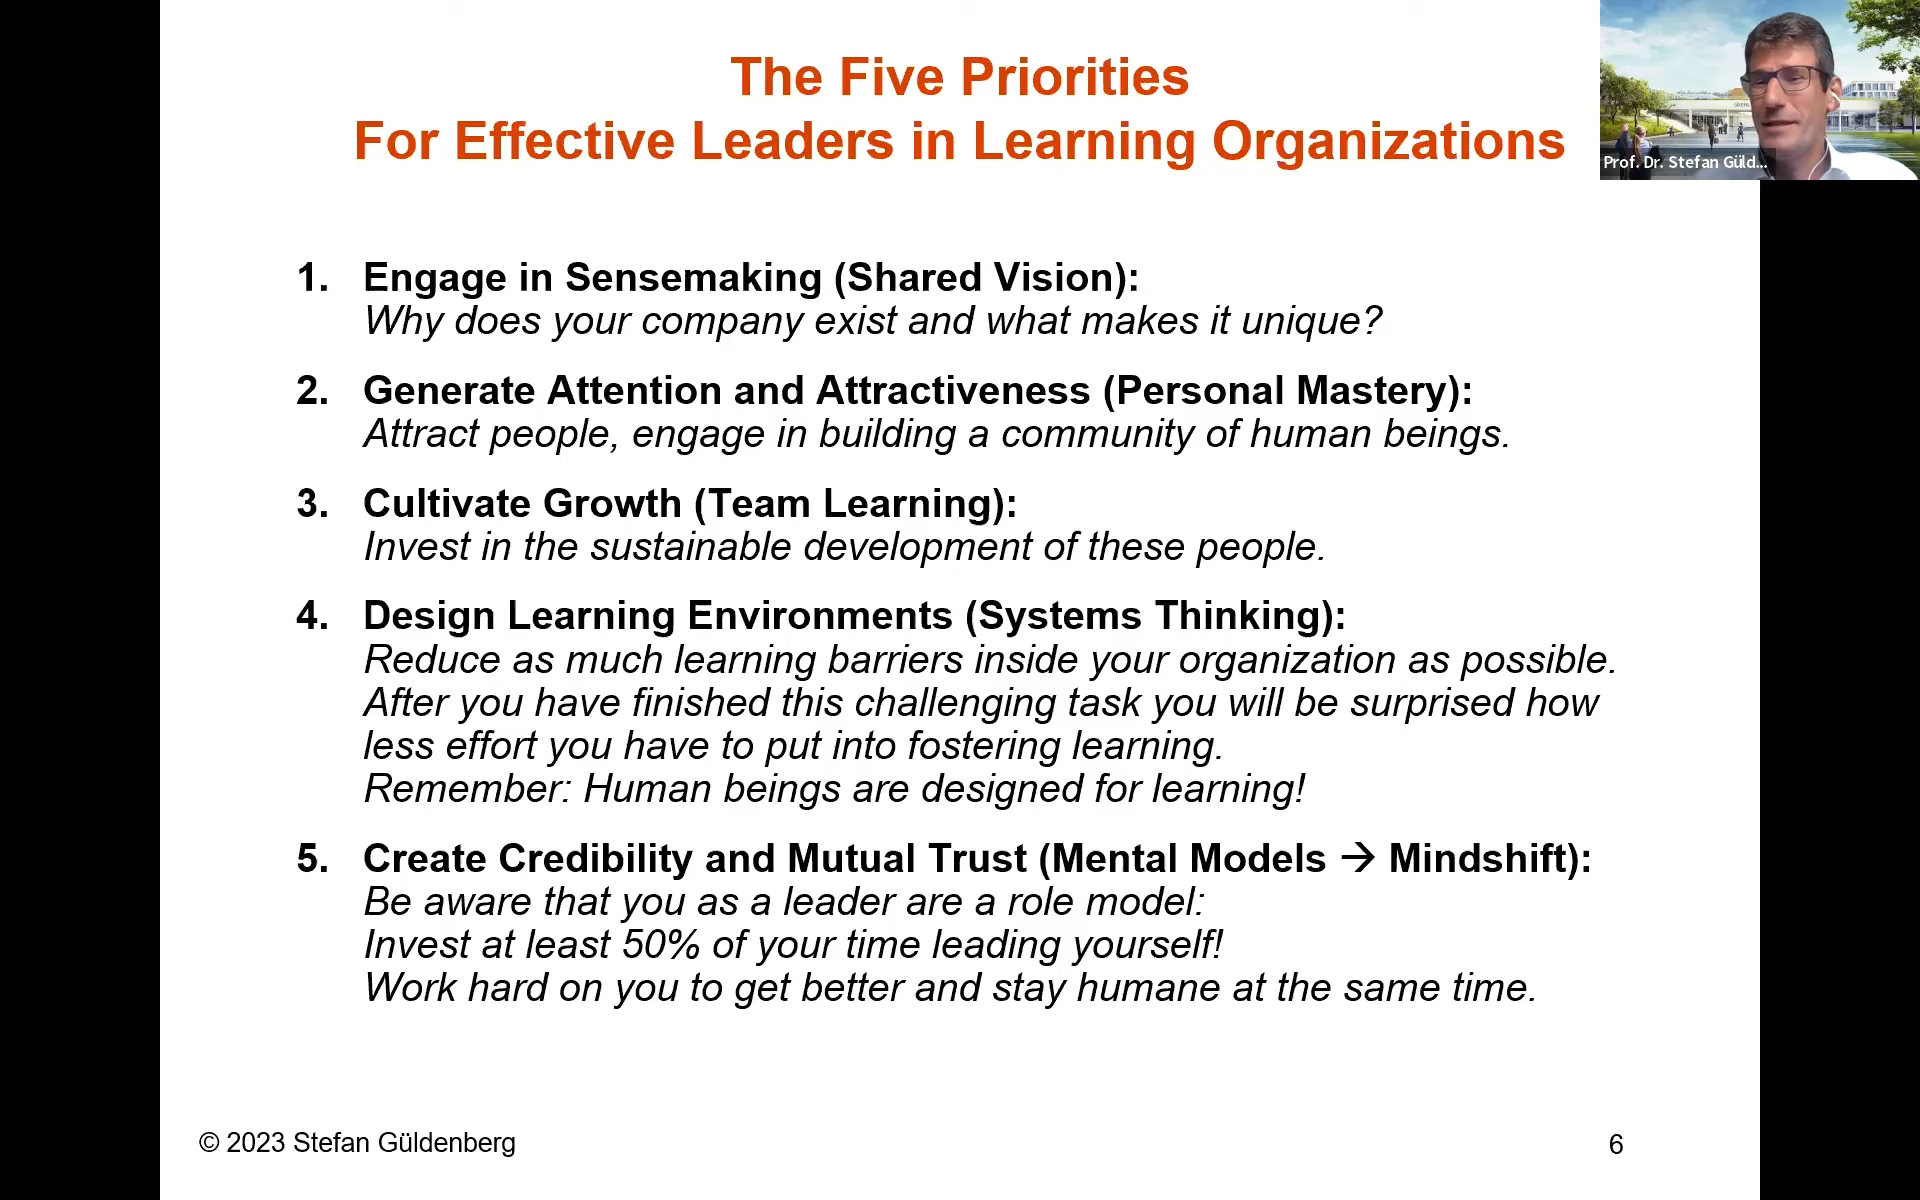 The Five Priorities
For Effective Leaders in Learning Organizations
Prof. Dr. Stefan Güld...
1. Engage in Sensemaking (Shared Vision):
Why does your company exist and what makes it unique?
2. Generate Attention and Attractiveness (Personal Mastery):
Attract people, engage in building a community of human beings.
3. Cultivate Growth (Team Learning):
Invest in the sustainable development of these people.
4. Design Learning Environments (Systems Thinking):
Reduce as much learning barriers inside your organization as possible.
After you have finished this challenging task you will be surprised how
less effort you have to put into fostering learning.
Remember: Human beings are designed for learning!
5. Create Credibility and Mutual Trust (Mental Models → Mindshift):
Be aware that you as a leader are a role model:
Invest at least 50% of your time leading yourself!
Work hard on you to get better and stay humane at the same time.
© 2023 Stefan Güldenberg
6